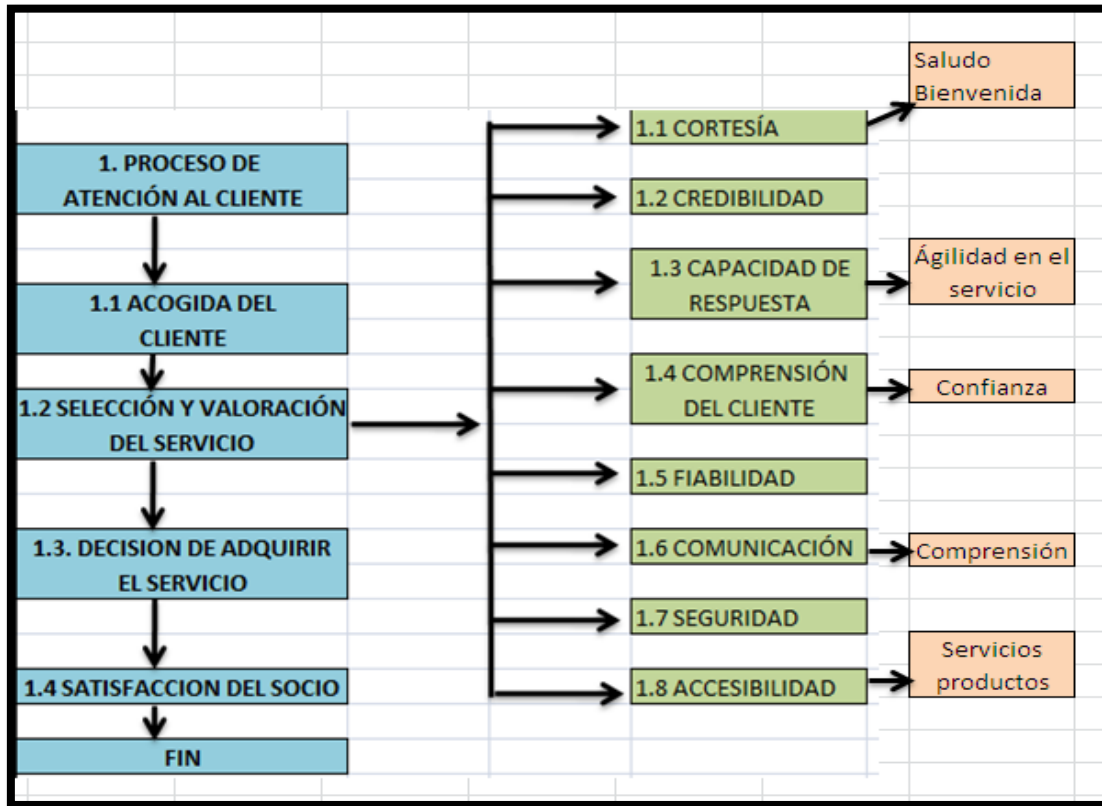 1. PROCESO DE
ATENCIÓN AL CLIENTE
1.1 ACOGIDA DEL
CLIENTE
1.2 SELECCIÓN Y VALORACIÓN
DEL SERVICIO
1.3. DECISION DE ADQUIRIR
EL SERVICIO
1.4 SATISFACCION DEL SOCIO
FIN
1.1 CORTESÍA
1.2 CREDIBILIDAD
1.3 CAPACIDAD DE
RESPUESTA
1.4 COMPRENSIÓN
DEL CLIENTE
1.5 FIABILIDAD
1.6 COMUNICACIÓN
1.7 SEGURIDAD
1.8 ACCESIBILIDAD
Saludo
Bienvenida
Ágilidad en el
servicio
Confianza
Comprensión
Servicios
productos